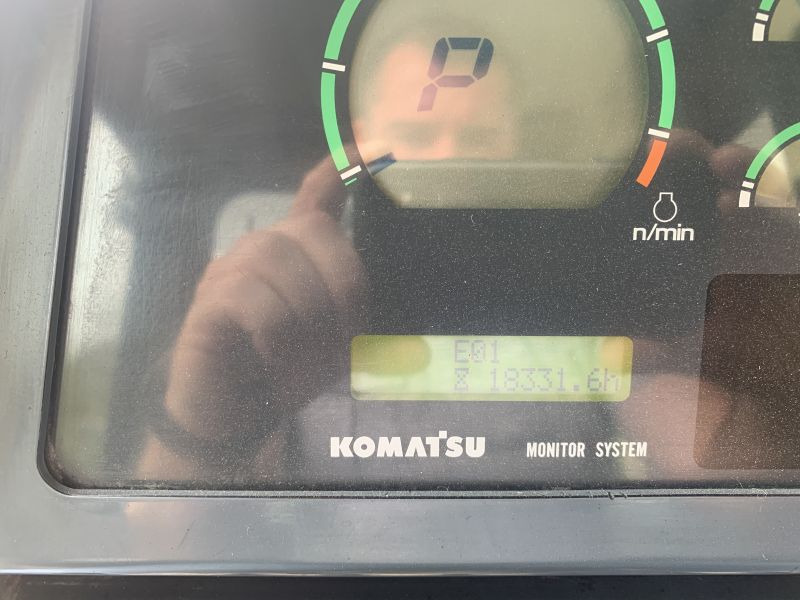 P
n/min
E01
18331.6h
KOMATSU MONITOR SYSTEM